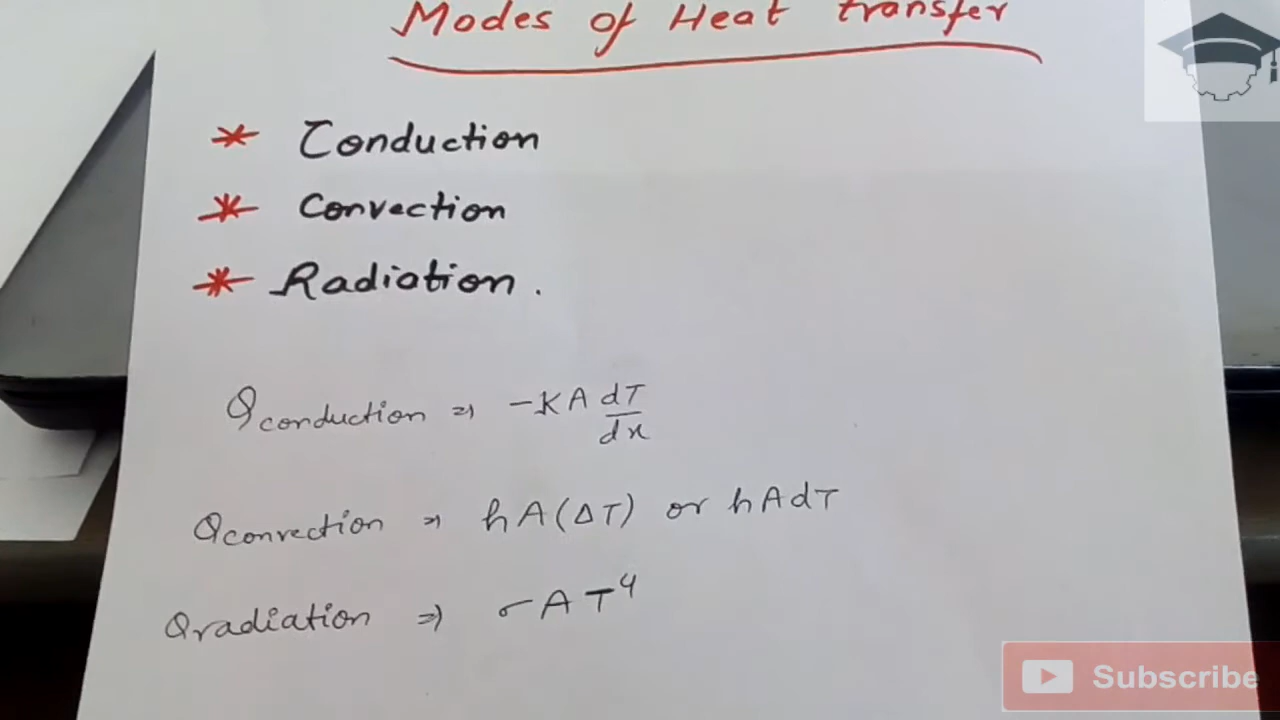 Modes of Heat transfer
* Conduction
* Convection
* Radiation.
Qconduction => -KA dT/dx
Qconvection => hA(ΔT) or hAdT
Qradiation => σAT⁴
Subscribe